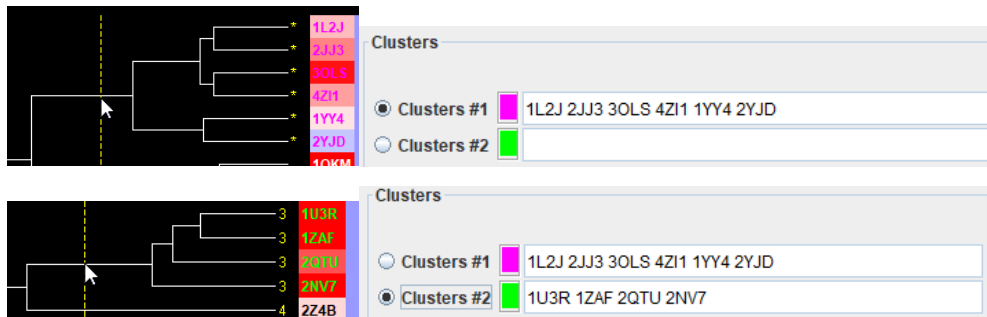 * 1L2J
* 2JJ3
* 3OLS
* 4ZI1
* 1YY4
* 2YJD
1QKM
Clusters
Clusters #1 1L2J 2JJ3 3OLS 4ZI1 1YY4 2YJD
Clusters #2
3 1U3R
3 1ZAF
3 2QTU
3 2NV7
4 2Z4B
Clusters
Clusters #1 1L2J 2JJ3 3OLS 4ZI1 1YY4 2YJD
Clusters #2 1U3R 1ZAF 2QTU 2NV7